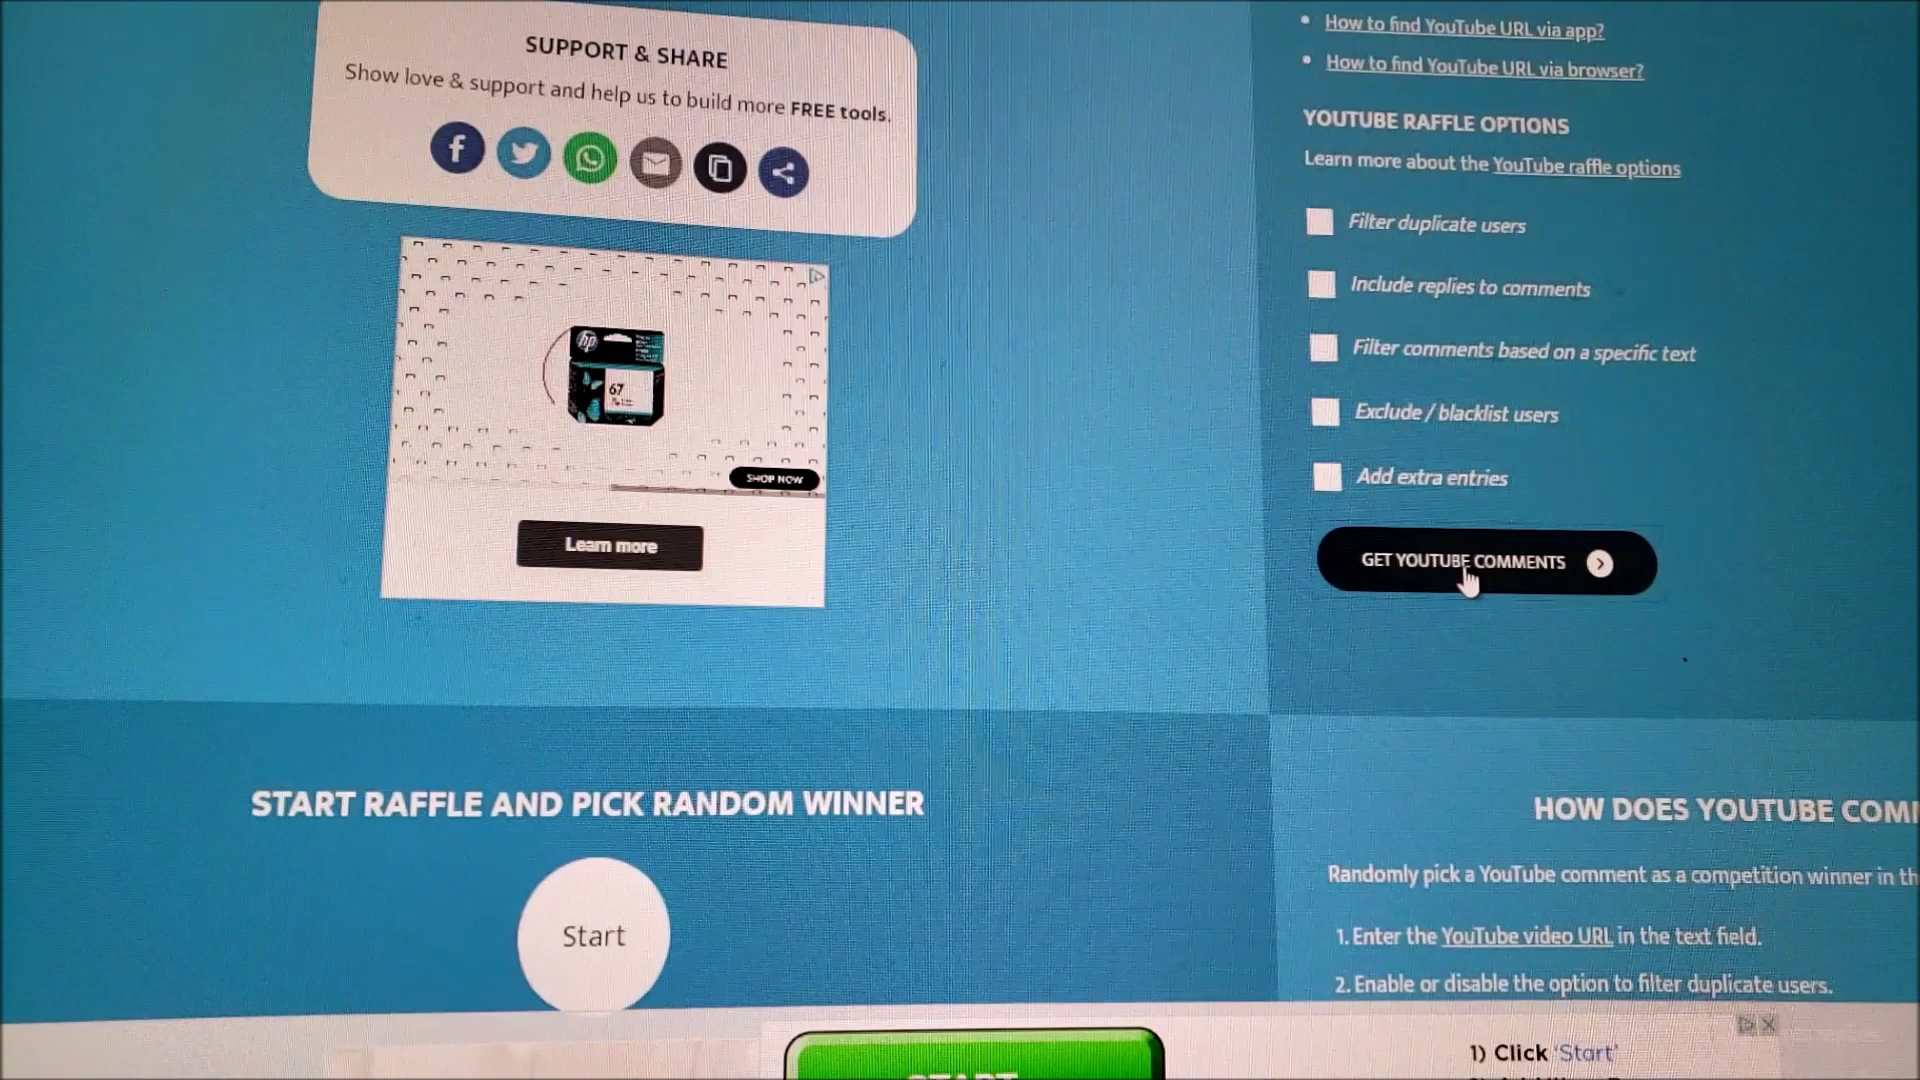 SUPPORT & SHARE
Show love & support and help us to build more FREE tools.
hp
67
SHOP NOW
Learn more
How to find YouTube URL via app?
How to find YouTube URL via browser?
YOUTUBE RAFFLE OPTIONS
Learn more about the YouTube raffle options
Filter duplicate users
Include replies to comments
Filter comments based on a specific text
Exclude / blacklist users
Add extra entries
GET YOUTUBE COMMENTS
START RAFFLE AND PICK RANDOM WINNER
Start
HOW DOES YOUTUBE COM
Randomly pick a YouTube comment as a competition winner in th
1. Enter the YouTube video URL in the text field.
2. Enable or disable the option to filter duplicate users.
START
1) Click 'Start'